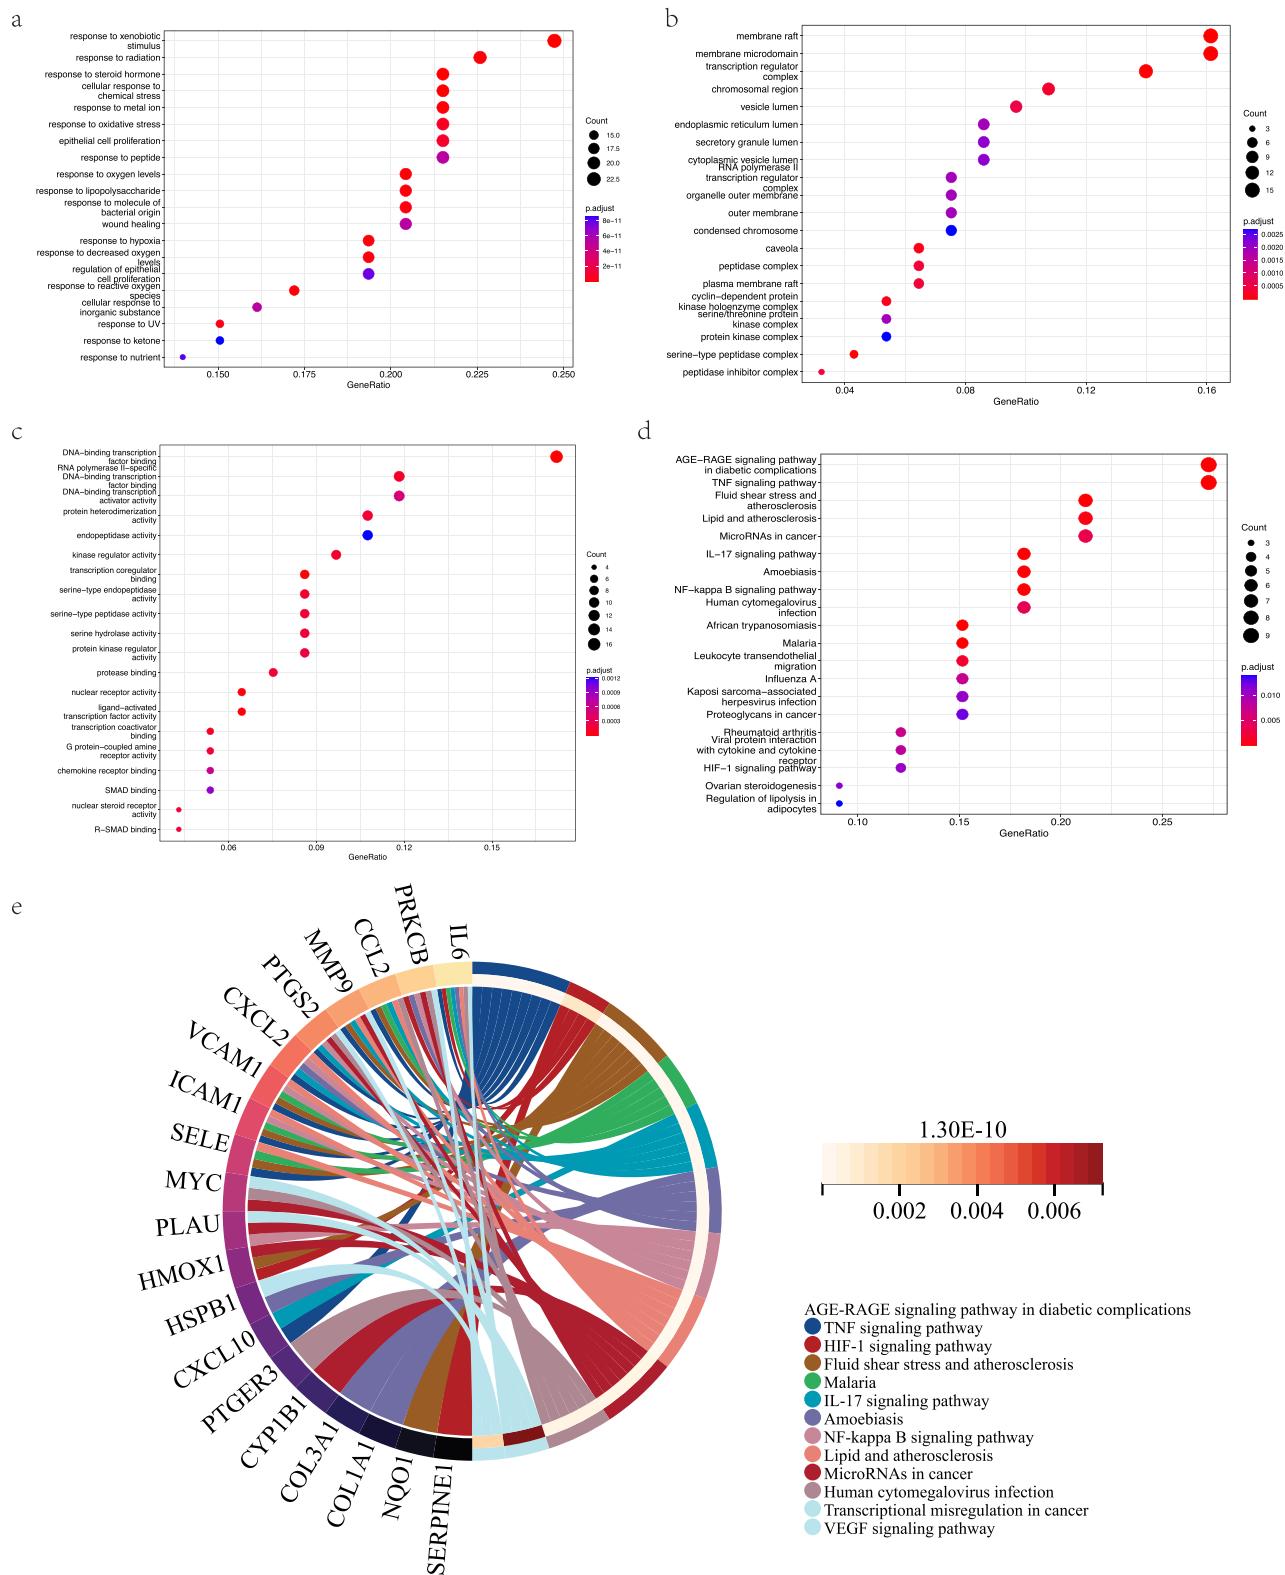 a
response to xenobiotic
stimulus
response to radiation
response to steroid hormone
cellular response to
chemical stress
response to metal ion
response to oxidative stress
epithelial cell proliferation
response to peptide
response to oxygen levels
response to lipopolysaccharide
response to molecule of
bacterial origin
wound healing
response to hypoxia
response to decreased oxygen
levels
regulation of epithelial
cell proliferation
response to reactive oxygen
species
cellular response to
inorganic substance
response to UV
response to ketone
response to nutrient
0.150 0.175 0.200 0.225 0.250
GeneRatio
Count
15.0
17.5
20.0
22.5
p.adjust
8e−11
6e−11
4e−11
2e−11
b
membrane raft
membrane microdomain
transcription regulator
complex
chromosomal region
vesicle lumen
endoplasmic reticulum lumen
secretory granule lumen
cytoplasmic vesicle lumen
RNA polymerase II
transcription regulator
complex
organelle outer membrane
outer membrane
condensed chromosome
caveola
peptidase complex
plasma membrane raft
cyclin−dependent protein
kinase holoenzyme complex
serine/threonine protein
kinase complex
protein kinase complex
serine−type peptidase complex
peptidase inhibitor complex
0.04 0.08 0.12 0.16
GeneRatio
Count
3
6
9
12
15
p.adjust
0.0025
0.0020
0.0015
0.0010
0.0005
c
DNA−binding transcription
factor binding
RNA polymerase II−specific
DNA−binding transcription
factor binding
DNA−binding transcription
activator activity
protein heterodimerization
activity
endopeptidase activity
kinase regulator activity
transcription coregulator
binding
serine−type endopeptidase
activity
serine−type peptidase activity
serine hydrolase activity
protein kinase regulator
activity
protease binding
nuclear receptor activity
ligand−activated
transcription factor activity
transcription coactivator
binding
G protein−coupled amine
receptor activity
chemokine receptor binding
SMAD binding
nuclear steroid receptor
activity
R−SMAD binding
0.06 0.09 0.12 0.15
GeneRatio
Count
4
6
8
10
12
14
16
p.adjust
0.0012
0.0009
0.0006
0.0003
d
AGE−RAGE signaling pathway
in diabetic complications
TNF signaling pathway
Fluid shear stress and
atherosclerosis
Lipid and atherosclerosis
MicroRNAs in cancer
IL−17 signaling pathway
Amoebiasis
NF−kappa B signaling pathway
Human cytomegalovirus
infection
African trypanosomiasis
Malaria
Leukocyte transendothelial
migration
Influenza A
Kaposi sarcoma−associated
herpesvirus infection
Proteoglycans in cancer
Rheumatoid arthritis
Viral protein interaction
with cytokine and cytokine
receptor
HIF−1 signaling pathway
Ovarian steroidogenesis
Regulation of lipolysis in
adipocytes
0.10 0.15 0.20 0.25
GeneRatio
Count
3
4
5
6
7
8
9
p.adjust
0.010
0.005
e
IL6
PRKCB
CCL2
MMP9
PTGS2
CXCL2
VCAM1
ICAM1
SELE
MYC
PLAU
HMOX1
HSPB1
CXCL10
PTGER3
CYP1B1
COL3A1
COL1A1
NQO1
SERPINE1
1.30E-10
0.002 0.004 0.006
AGE-RAGE signaling pathway in diabetic complications
TNF signaling pathway
HIF-1 signaling pathway
Fluid shear stress and atherosclerosis
Malaria
IL-17 signaling pathway
Amoebiasis
NF-kappa B signaling pathway
Lipid and atherosclerosis
MicroRNAs in cancer
Human cytomegalovirus infection
Transcriptional misregulation in cancer
VEGF signaling pathway